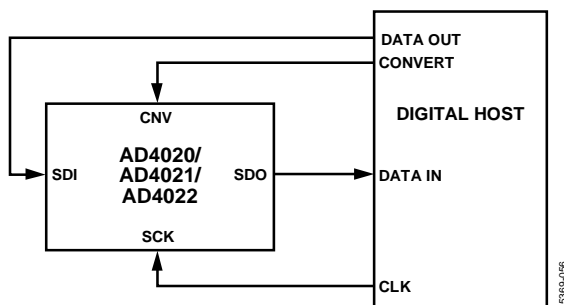 DATA OUT
CONVERT
DIGITAL HOST
CNV
AD4020/
AD4021/
AD4022
SDI
SDO
DATA IN
SCK
CLK